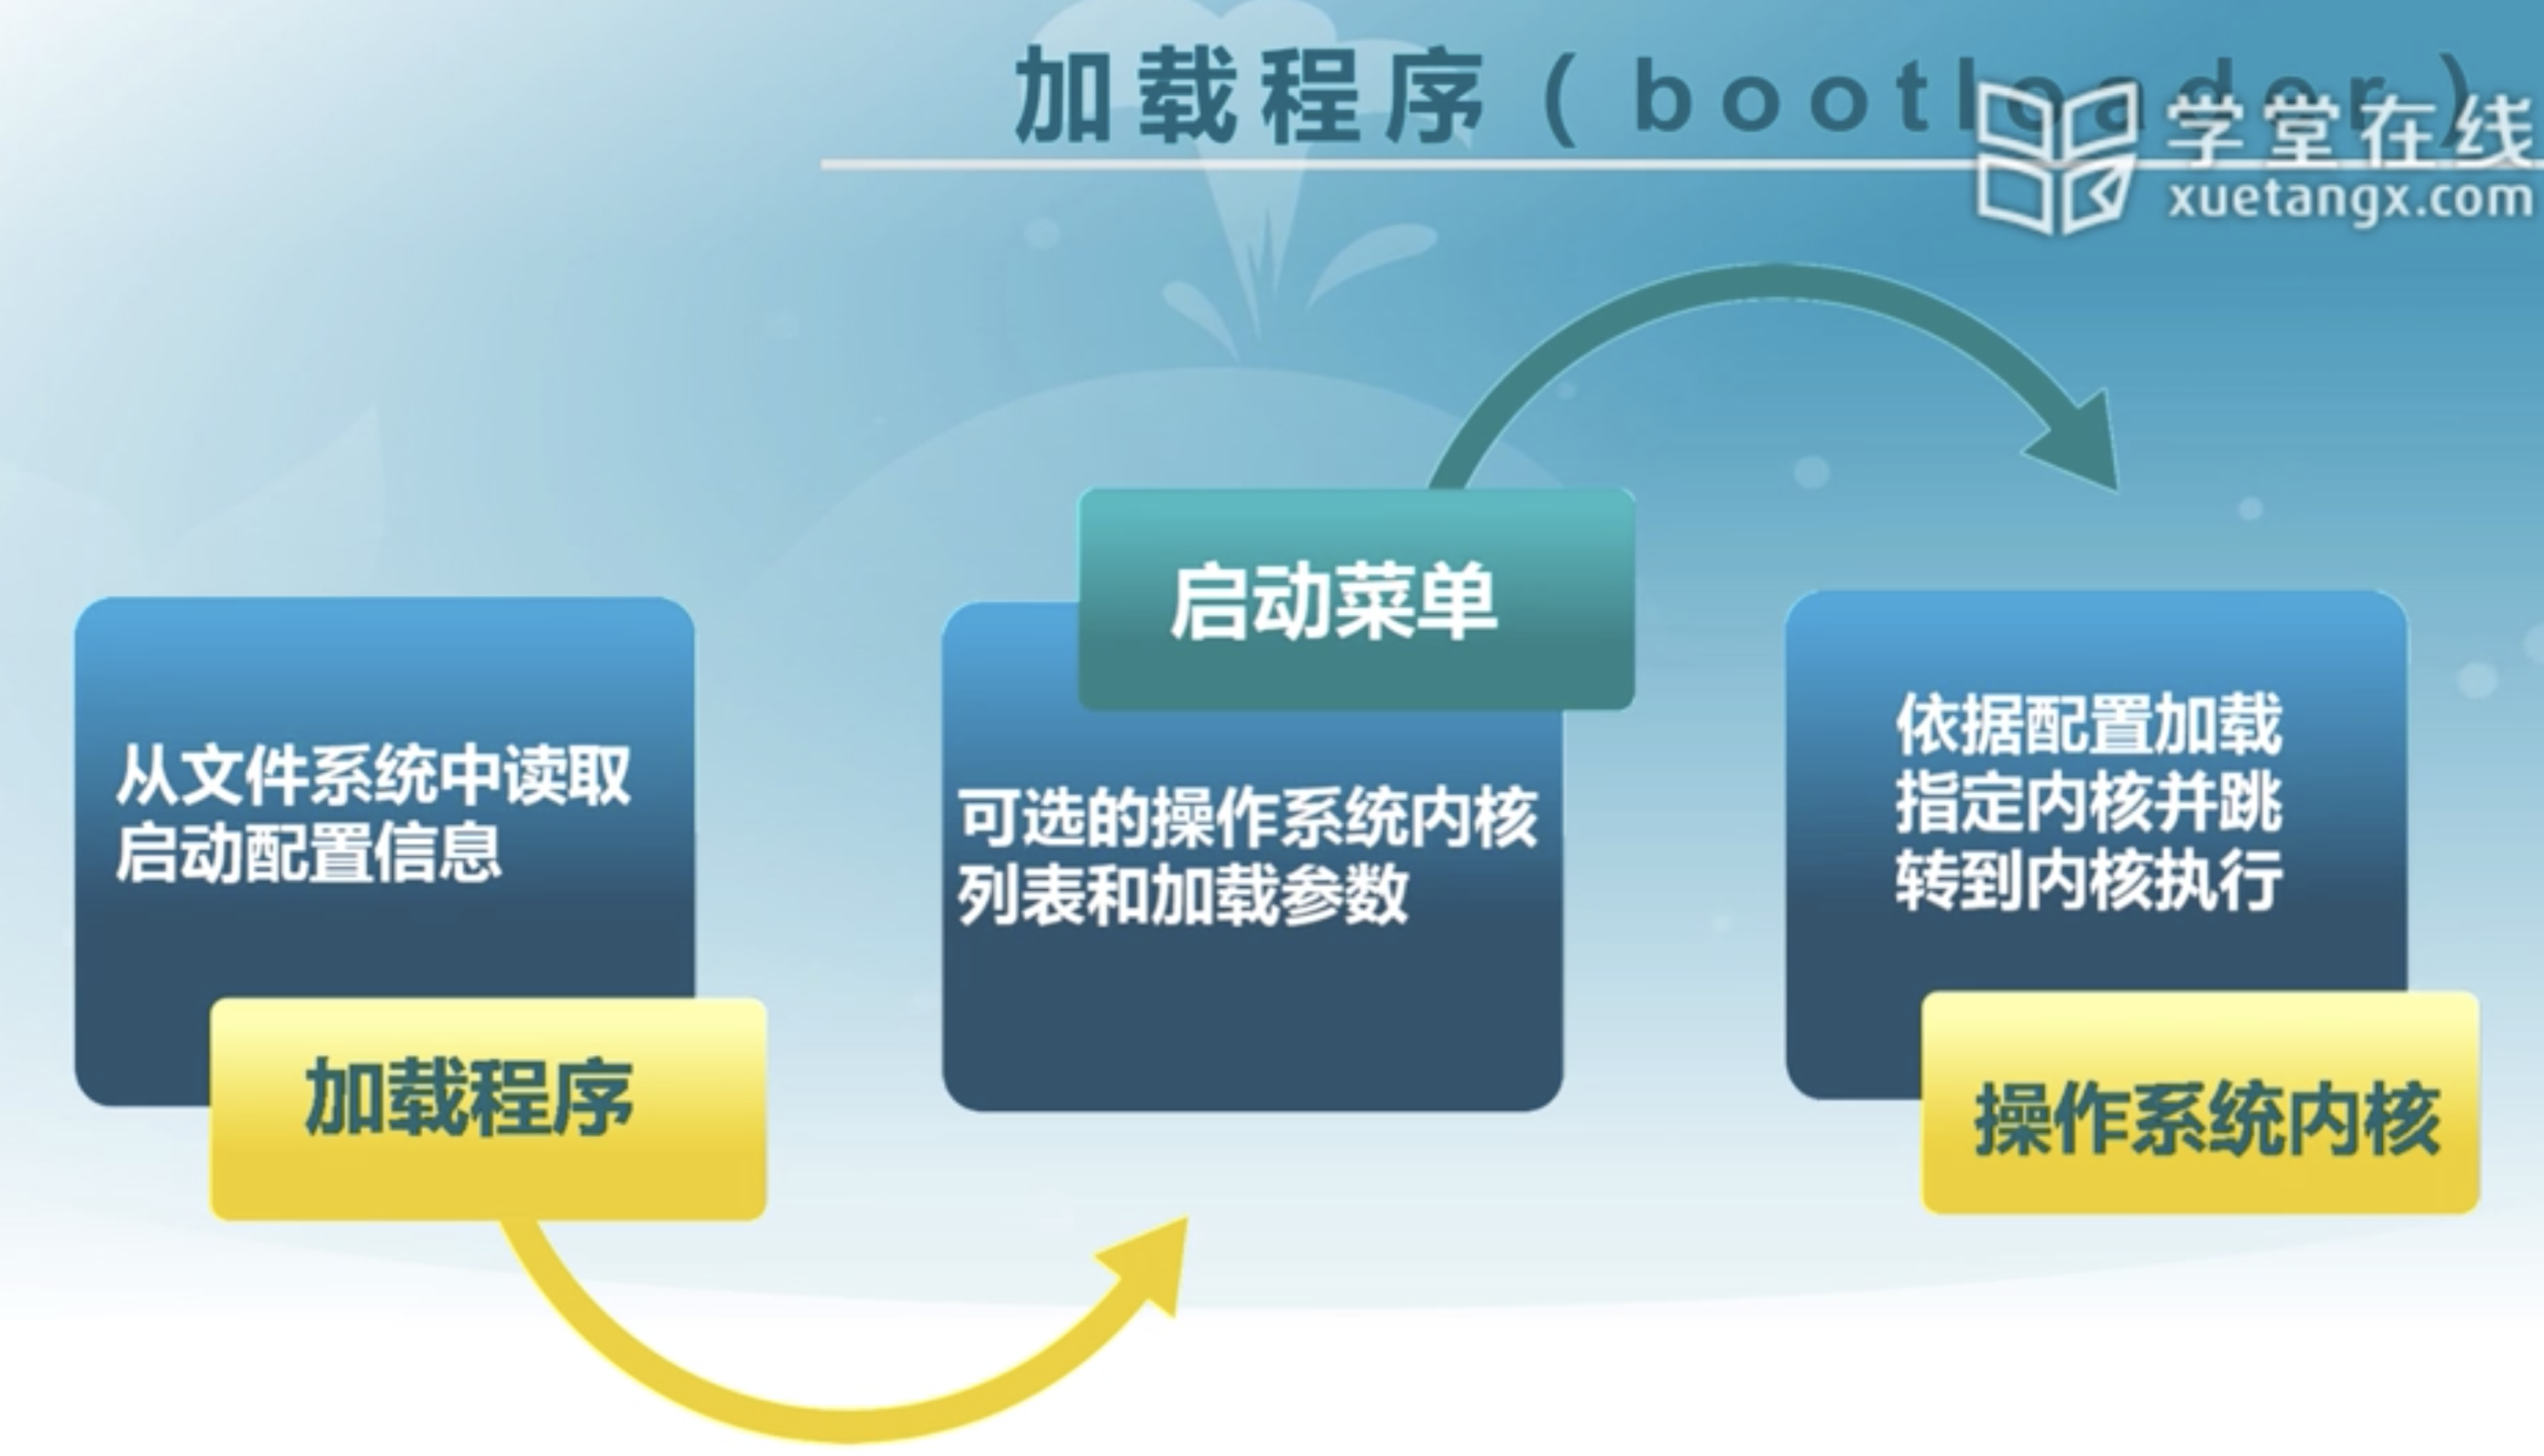 加载程序（bootloader）
学堂在线
xuetangx.com
从文件系统中读取
启动配置信息
加载程序
启动菜单
可选的操作系统内核
列表和加载参数
依据配置加载
指定内核并跳
转到内核执行
操作系统内核